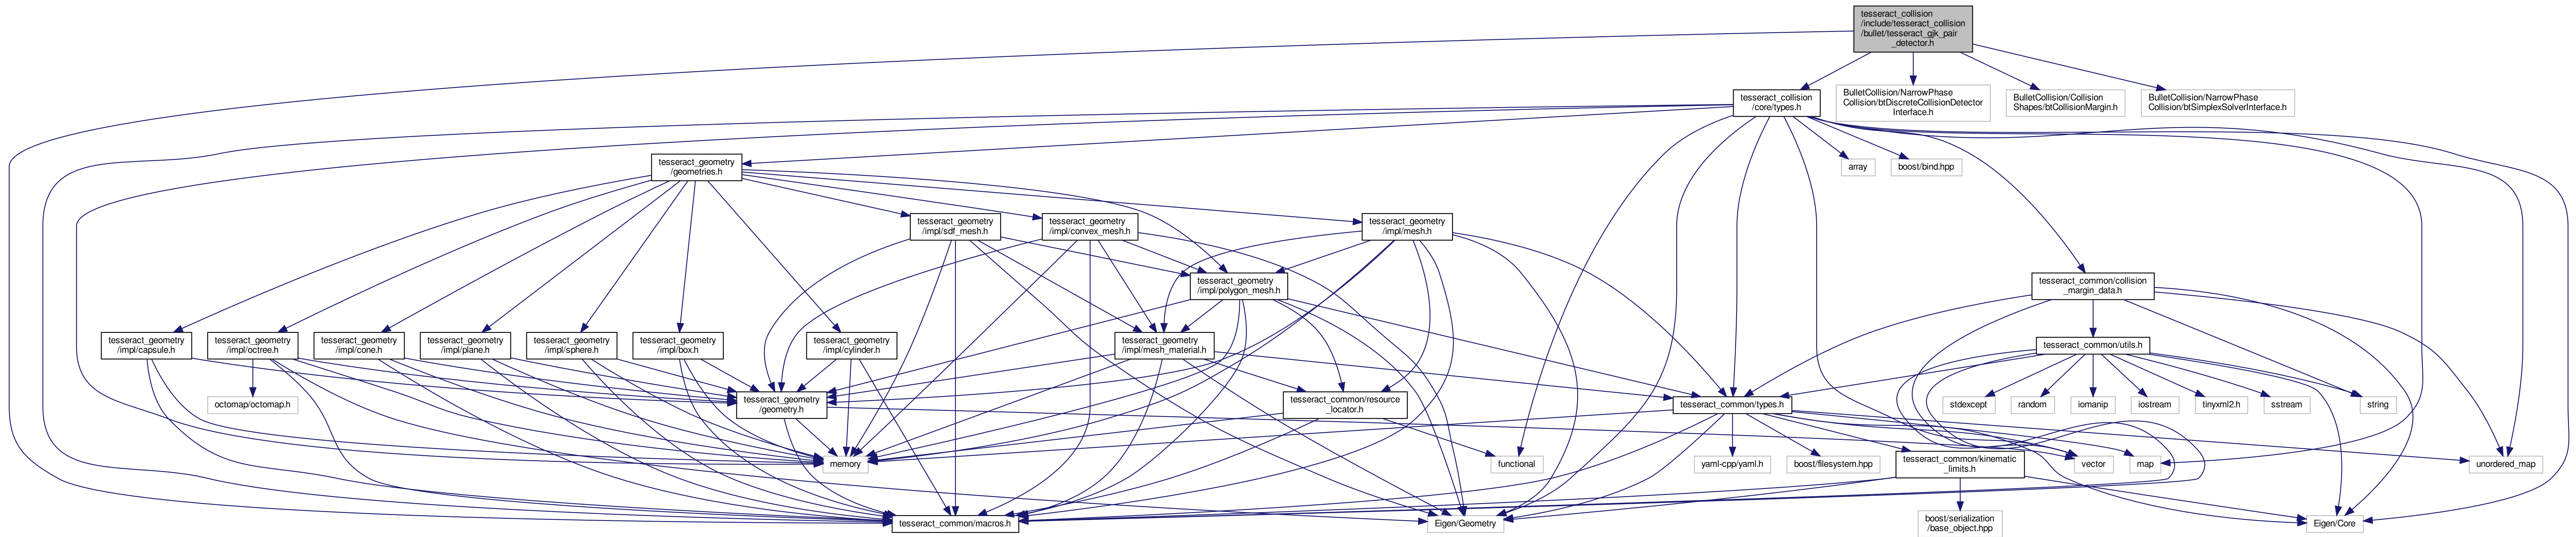 tesseract_collision
/include/tesseract_collision
/bullet/tesseract_gjk_pair
_detector.h
tesseract_collision
/core/types.h
BulletCollision/NarrowPhase
Collision/btDiscreteCollisionDetector
Interface.h
BulletCollision/Collision
Shapes/btCollisionMargin.h
BulletCollision/NarrowPhase
Collision/btSimplexSolverInterface.h
tesseract_geometry
/geometries.h
array
boost/bind.hpp
tesseract_geometry
/impl/sdf_mesh.h
tesseract_geometry
/impl/convex_mesh.h
tesseract_geometry
/impl/mesh.h
tesseract_geometry
/impl/polygon_mesh.h
tesseract_common/collision
_margin_data.h
tesseract_geometry
/impl/capsule.h
tesseract_geometry
/impl/octree.h
tesseract_geometry
/impl/cone.h
tesseract_geometry
/impl/plane.h
tesseract_geometry
/impl/sphere.h
tesseract_geometry
/impl/box.h
tesseract_geometry
/impl/cylinder.h
tesseract_geometry
/impl/mesh_material.h
tesseract_common/utils.h
octomap/octomap.h
tesseract_geometry
/geometry.h
tesseract_common/resource
_locator.h
tesseract_common/types.h
stdexcept
random
iomanip
iostream
tinyxml2.h
sstream
string
memory
functional
yaml-cpp/yaml.h
boost/filesystem.hpp
tesseract_common/kinematic
_limits.h
vector
map
unordered_map
tesseract_common/macros.h
Eigen/Geometry
boost/serialization
/base_object.hpp
Eigen/Core